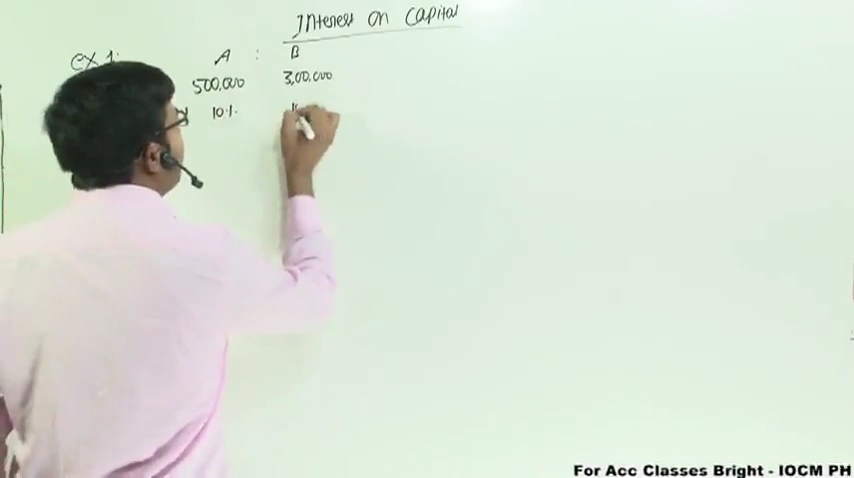 Interest on Capital
Ex 1:
A : B
500,000 3,00,000
10%
For Acc Classes Bright - IOCM PH